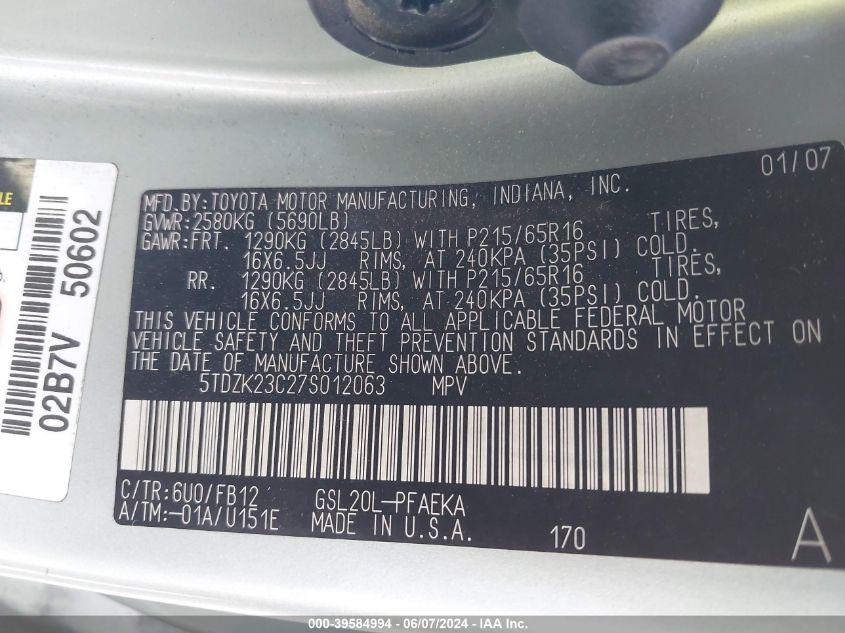 LE
02B7V 50602
01/07
MFD.BY:TOYOTA MOTOR MANUFACTURING, INDIANA, INC.
GVWR:2580KG (5690LB)
GAWR:FRT. 1290KG (2845LB) WITH P215/65R16 TIRES,
16X6.5JJ RIMS, AT 240KPA (35PSI) COLD.
RR. 1290KG (2845LB) WITH P215/65R16 TIRES,
16X6.5JJ RIMS, AT 240KPA (35PSI) COLD.
THIS VEHICLE CONFORMS TO ALL APPLICABLE FEDERAL MOTOR
VEHICLE SAFETY AND THEFT PREVENTION STANDARDS IN EFFECT ON
THE DATE OF MANUFACTURE SHOWN ABOVE.
5TDZK23C27S012063 MPV
C/TR:6U0/FB12 GSL20L-PFAEKA
A/TM:-01A/U151E MADE IN U.S.A. 170 A
000-39584994 - 06/07/2024 - IAA Inc.